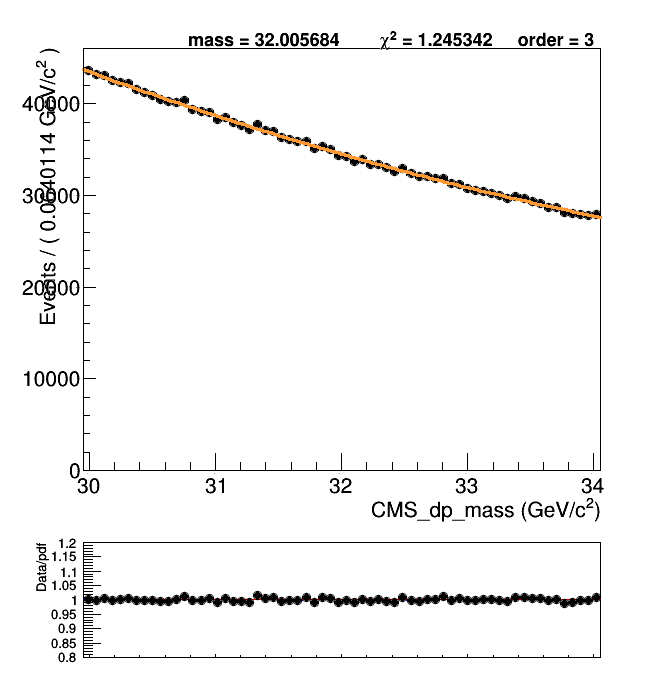 mass = 32.005684 χ² = 1.245342 order = 3
Events / ( 0.0640114 GeV/c² )
40000
30000
20000
10000
0
30 31 32 33 34
CMS_dp_mass (GeV/c²)
Data/pdf
1.2
1.15
1.1
1.05
1
0.95
0.9
0.85
0.8